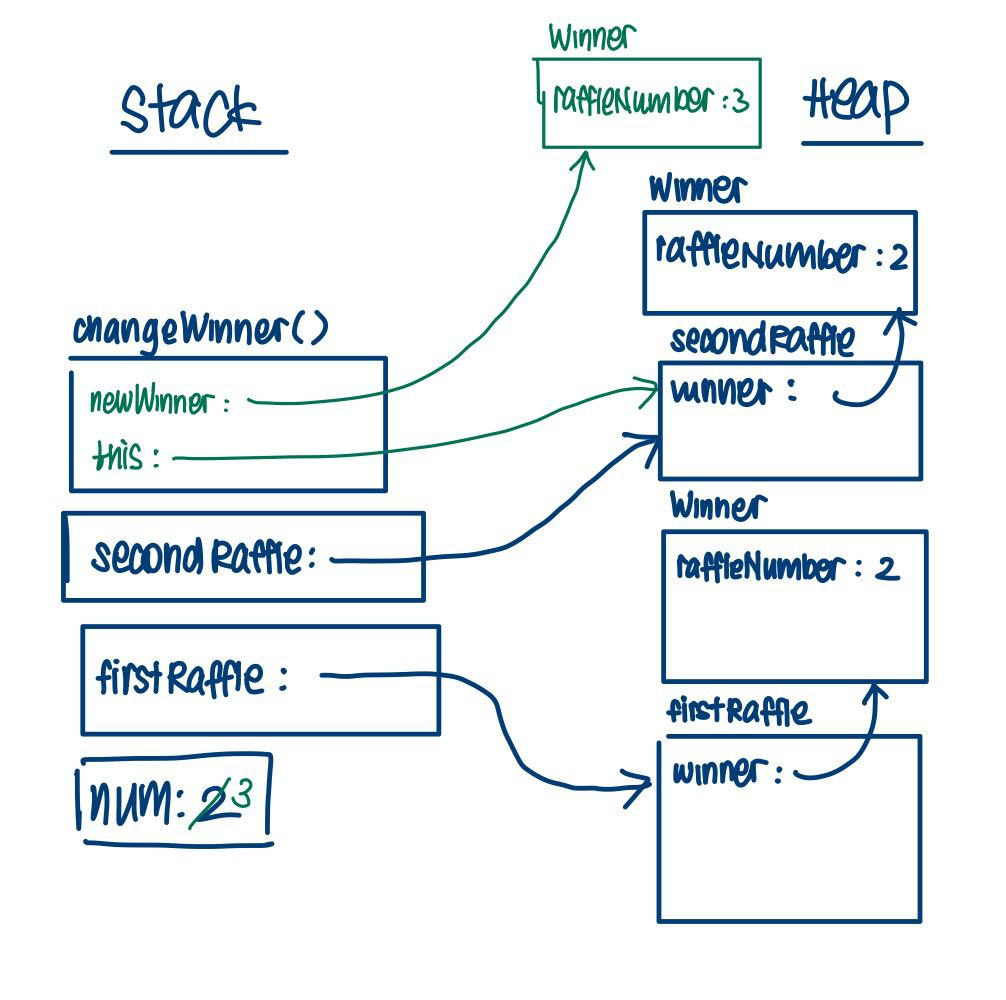 Stack
changeWinner()
newWinner :
this :
secondRaffle:
firstRaffle :
num: 2 3
Heap
Winner
raffleNumber :3
Winner
raffleNumber : 2
secondRaffle
winner :
Winner
raffleNumber : 2
firstRaffle
winner :